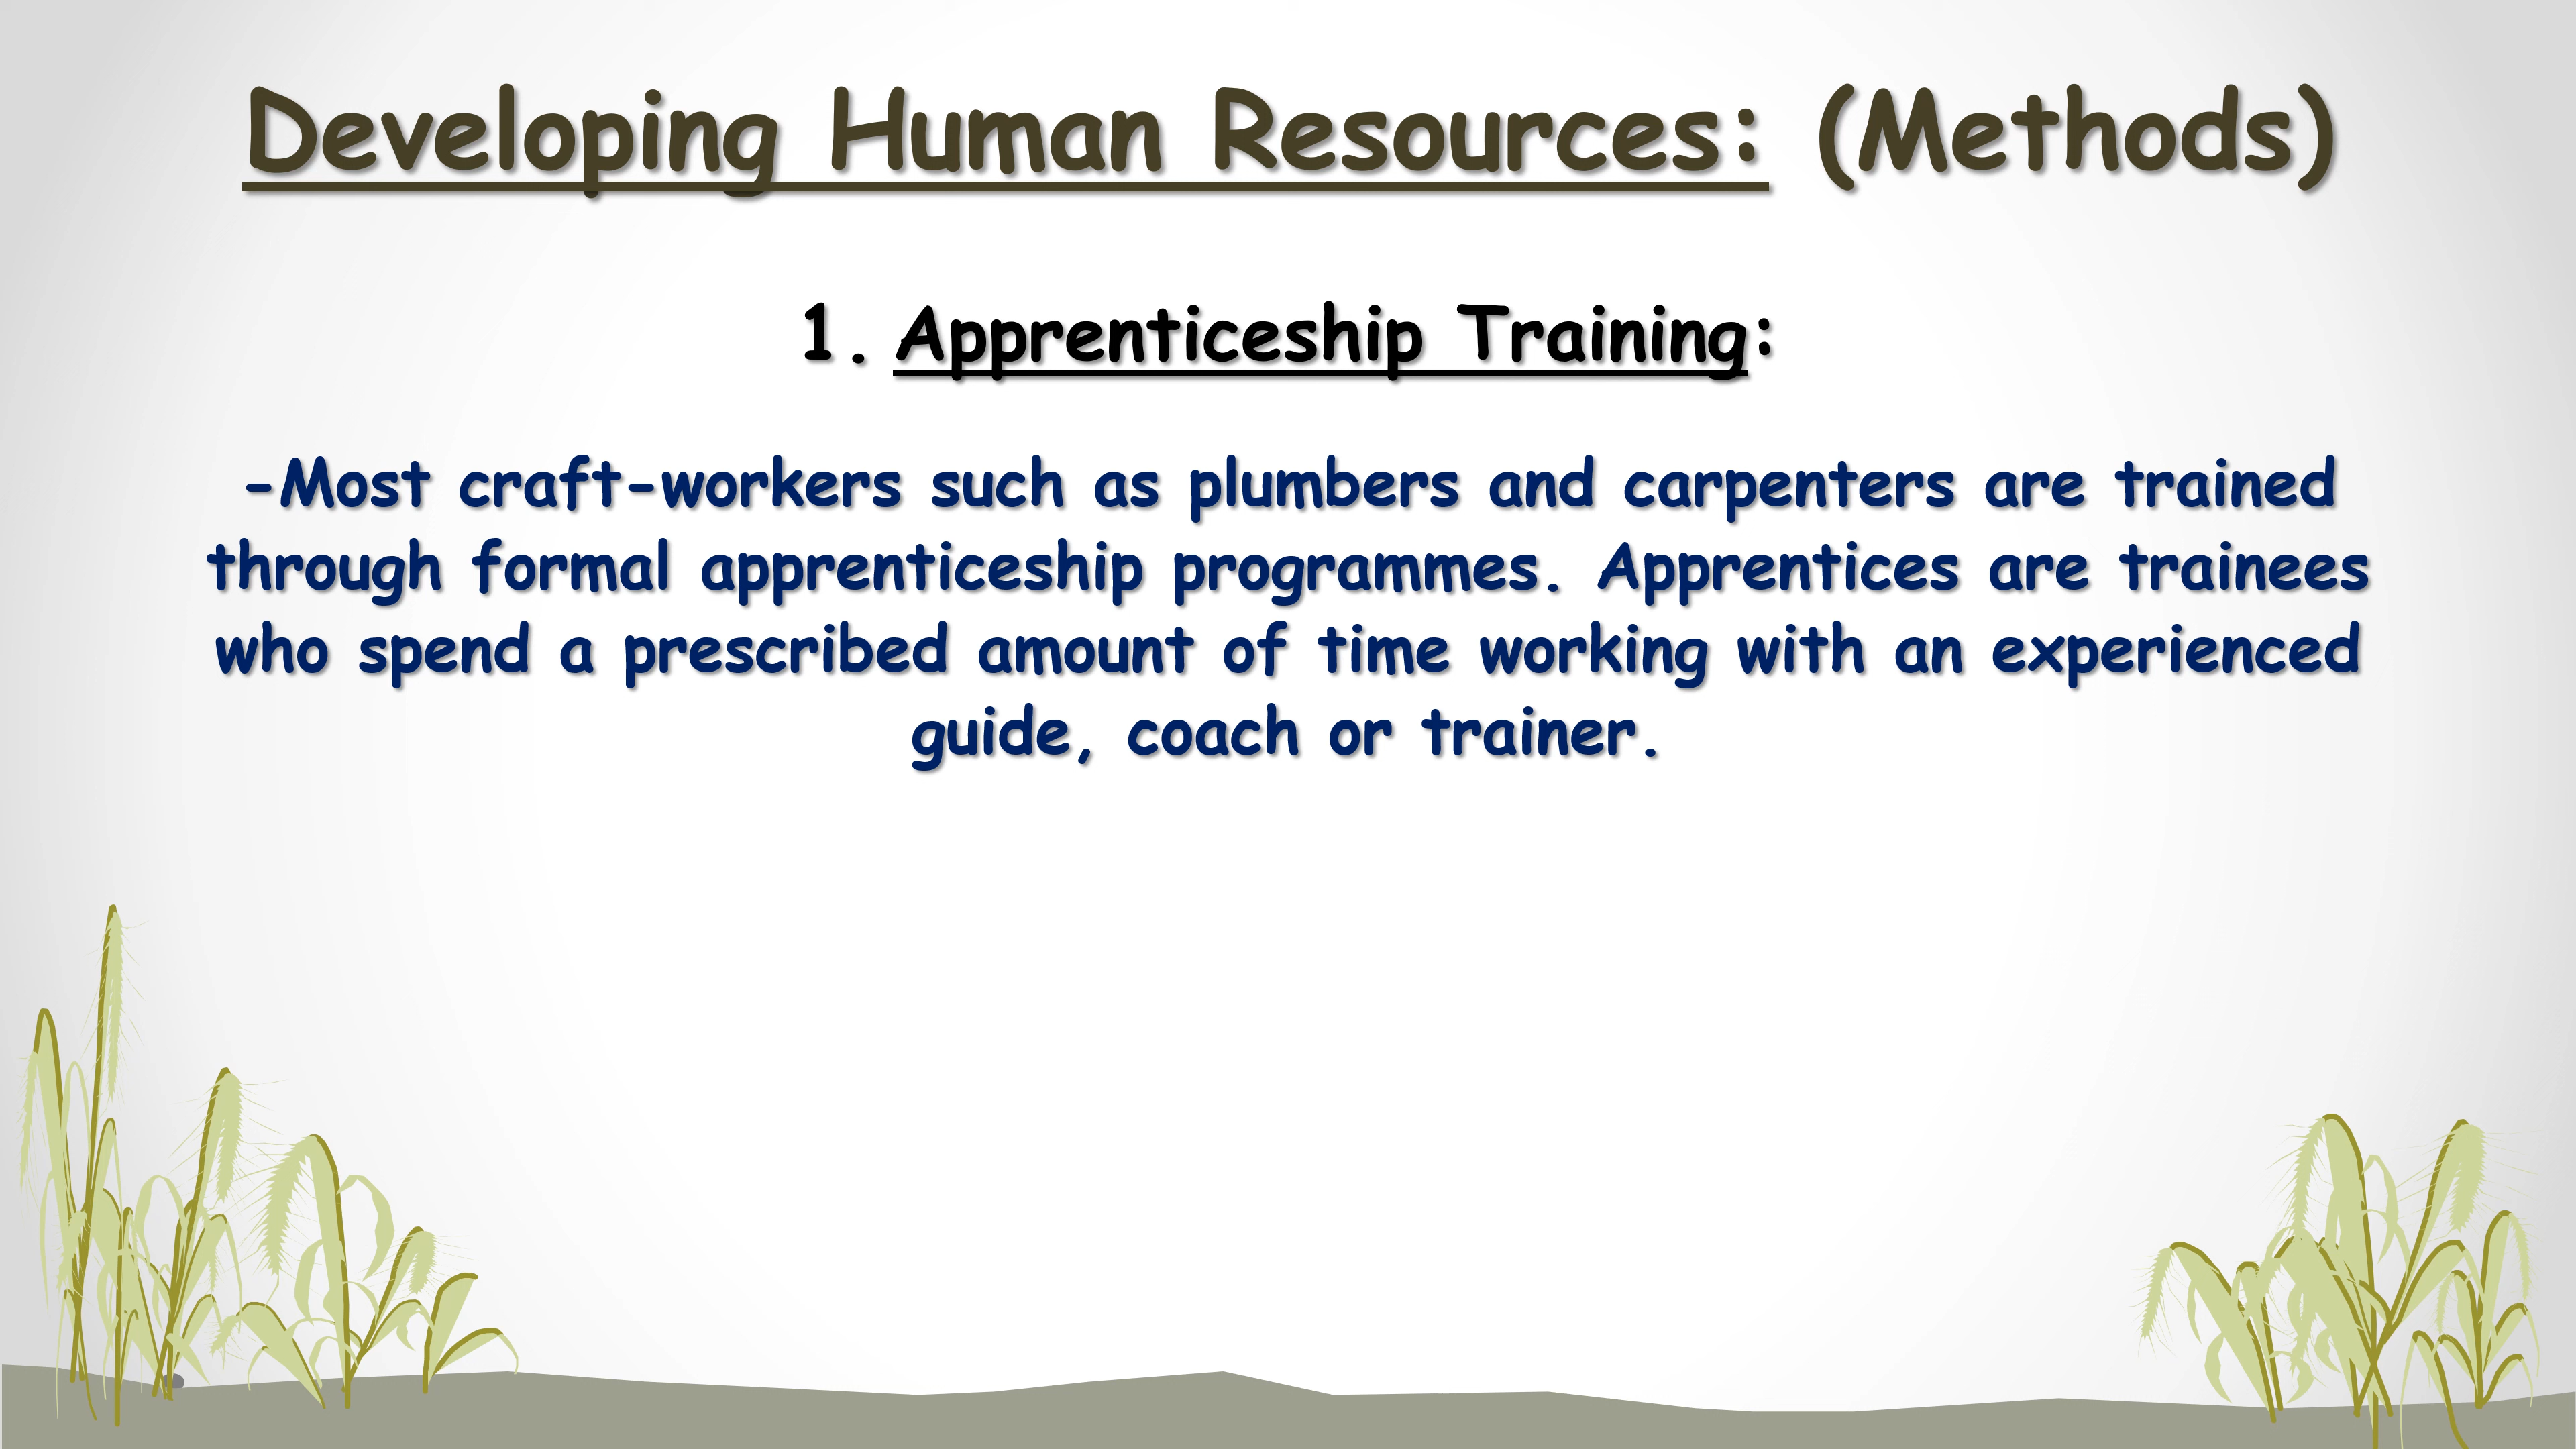 Developing Human Resources: (Methods)
1. Apprenticeship Training:
-Most craft-workers such as plumbers and carpenters are trained
through formal apprenticeship programmes. Apprentices are trainees
who spend a prescribed amount of time working with an experienced
guide, coach or trainer.